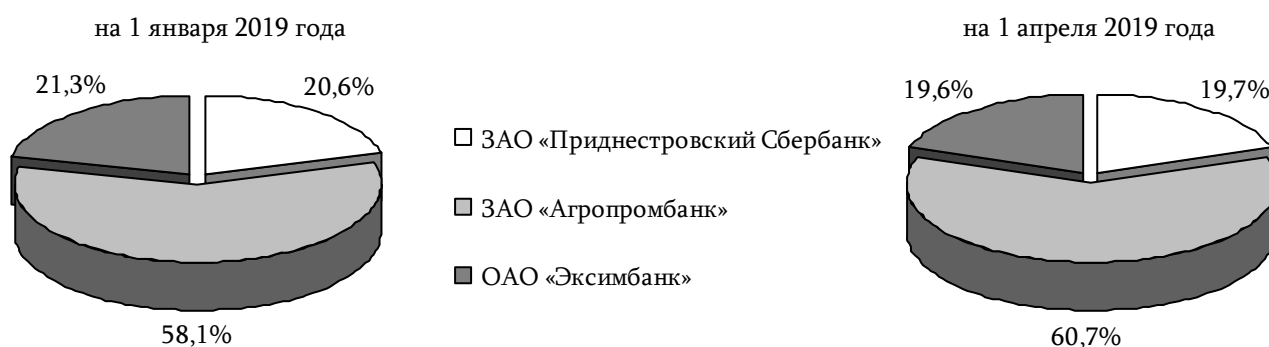 на 1 января 2019 года
21,3%
20,6%
58,1%
ЗАО «Приднестровский Сбербанк»
ЗАО «Агропромбанк»
ОАО «Эксимбанк»
на 1 апреля 2019 года
19,6%
19,7%
60,7%